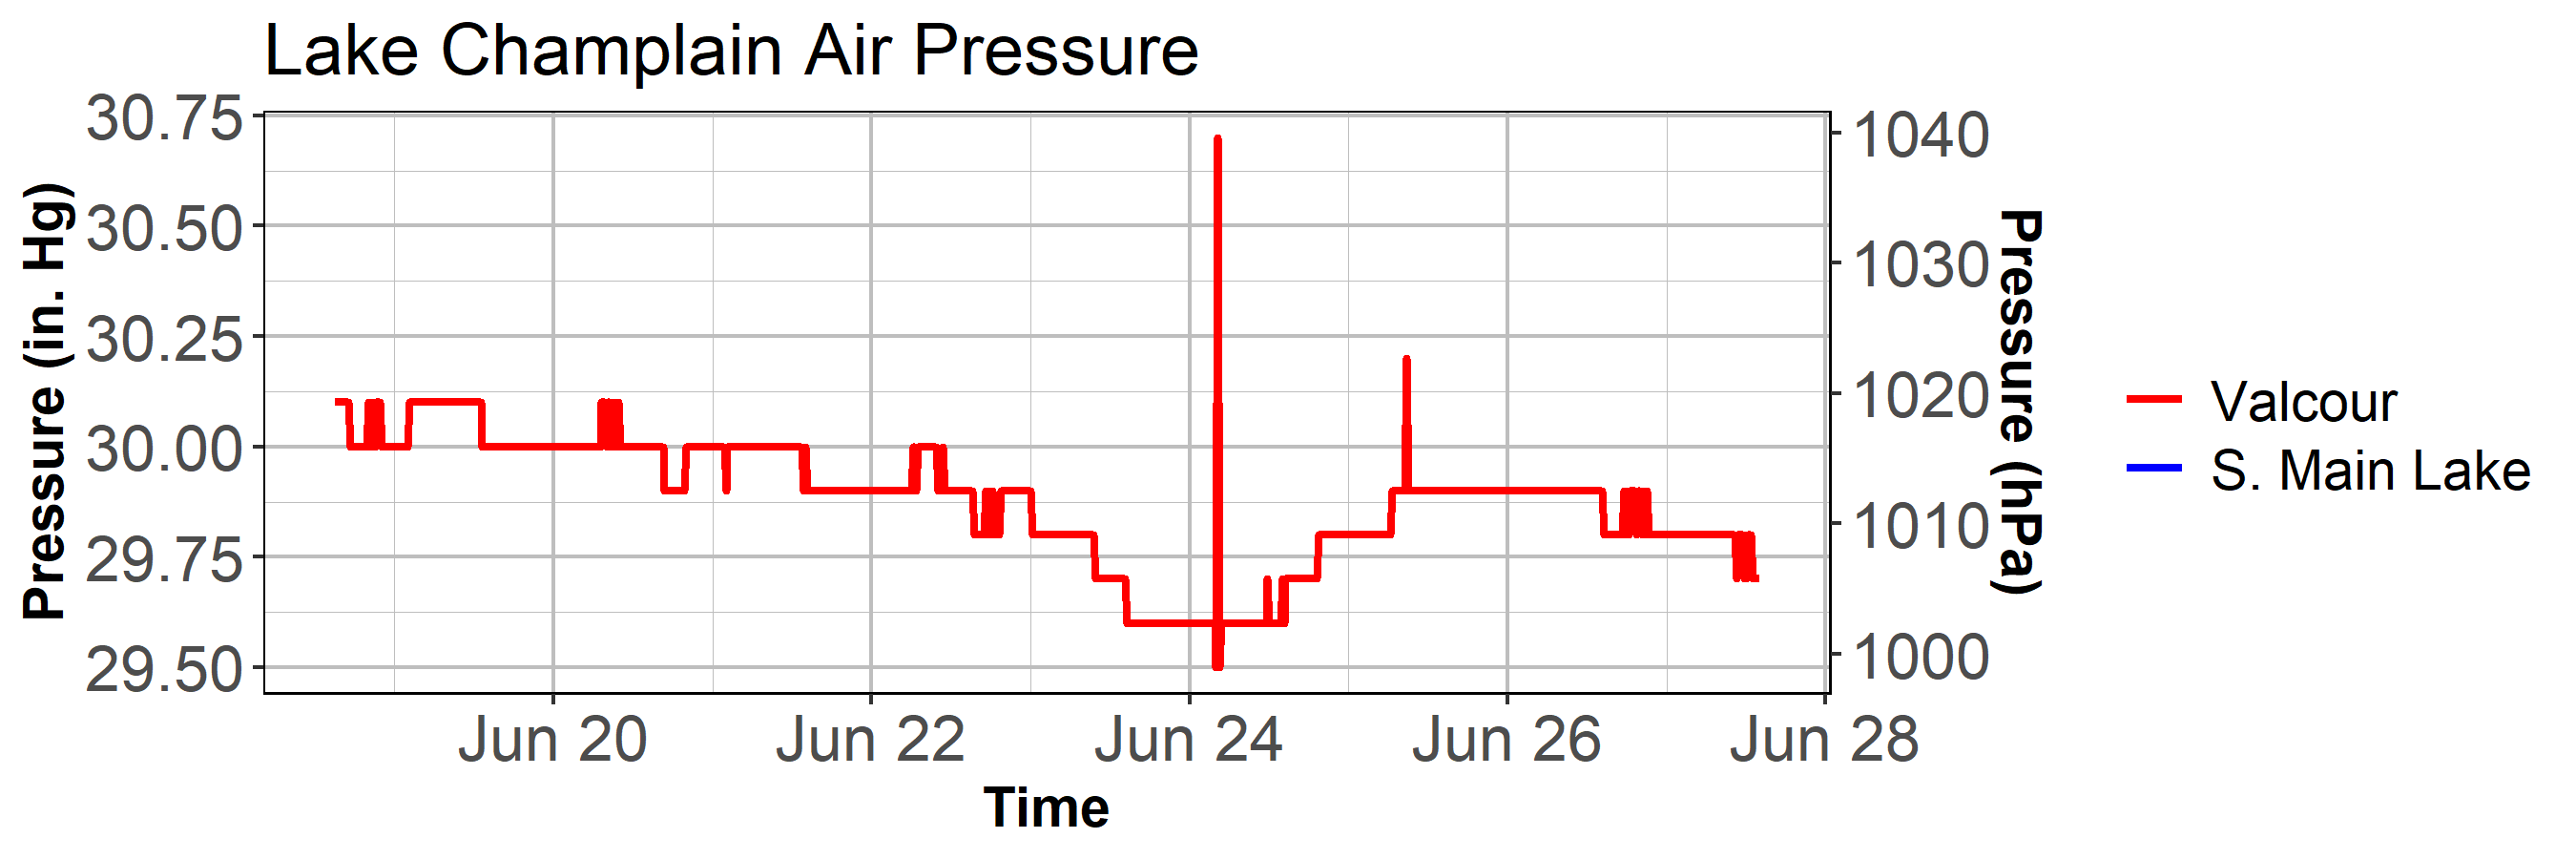 Lake Champlain Air Pressure
Pressure (in. Hg)
30.75
30.50
30.25
30.00
29.75
29.50
1040
1030
1020
1010
1000
Pressure (hPa)
Jun 20
Jun 22
Jun 24
Jun 26
Jun 28
Time
Valcour
S. Main Lake